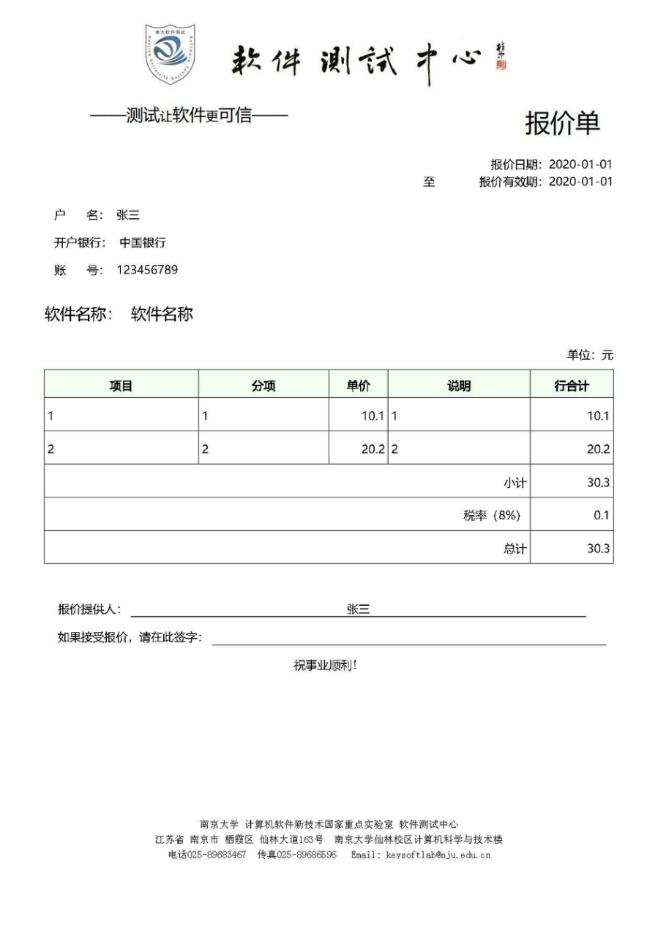 南大软件测试
软件测试中心
——测试让软件更可信——
报价单
报价日期：2020-01-01
至 报价有效期：2020-01-01
户 名： 张三
开户银行： 中国银行
账 号： 123456789
软件名称： 软件名称
单位：元
项目 分项 单价 说明 行合计
1 1 10.1 1 10.1
2 2 20.2 2 20.2
小计 30.3
税率（8%） 0.1
总计 30.3
报价提供人： 张三
如果接受报价，请在此签字：
祝事业顺利！
南京大学 计算机软件新技术国家重点实验室 软件测试中心
江苏省 南京市 栖霞区 仙林大道163号 南京大学仙林校区计算机科学与技术楼
电话025-89683467 传真025-89686596 Email: keysoftlab@nju.edu.cn